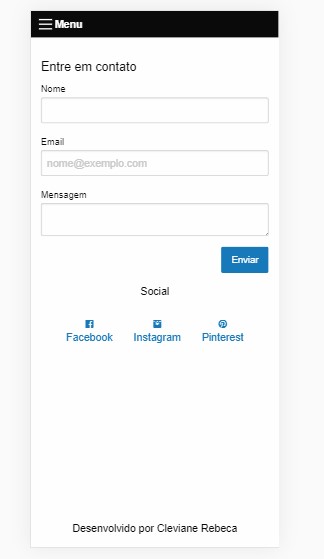 Menu
Entre em contato
Nome
Email
nome@exemplo.com
Mensagem
Enviar
Social
Facebook Instagram Pinterest
Desenvolvido por Cleviane Rebeca